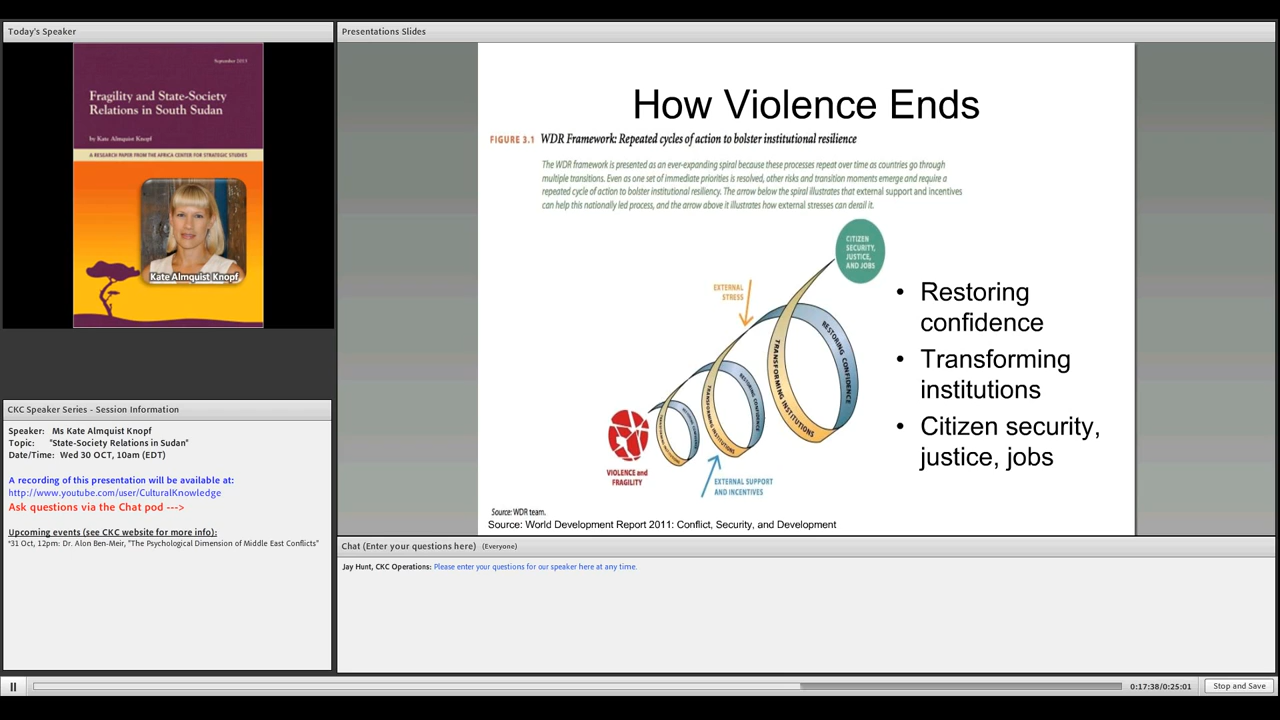 Today's Speaker
September 2013
Fragility and State-Society
Relations in South Sudan
by Kate Almquist Knopf
A RESEARCH PAPER FROM THE AFRICA CENTER FOR STRATEGIC STUDIES
Kate Almquist Knopf
CKC Speaker Series - Session Information
Speaker: Ms Kate Almquist Knopf
Topic: "State-Society Relations in Sudan"
Date/Time: Wed 30 OCT, 10am (EDT)
A recording of this presentation will be available at:
http://www.youtube.com/user/CulturalKnowledge
Ask questions via the Chat pod --->
Upcoming events (see CKC website for more info):
*31 Oct, 12pm: Dr. Alon Ben-Meir, "The Psychological Dimension of Middle East Conflicts"
Presentations Slides
How Violence Ends
FIGURE 3.1 WDR Framework: Repeated cycles of action to bolster institutional resilience
The WDR framework is presented as an ever-expanding spiral because these processes repeat over time as countries go through
multiple transitions. Even as one set of immediate priorities is resolved, other risks and transition moments emerge and require a
repeated cycle of action to bolster institutional resiliency. The arrow below the spiral illustrates that external support and incentives
can help this nationally led process, and the arrow above it illustrates how external stresses can derail it.
CITIZEN
SECURITY,
JUSTICE,
AND JOBS
EXTERNAL
STRESS
RESTORING CONFIDENCE
TRANSFORMING INSTITUTIONS
RESTORING CONFIDENCE
TRANSFORMING INSTITUTIONS
RESTORING CONFIDENCE
TRANSFORMING INSTITUTIONS
VIOLENCE and
FRAGILITY
EXTERNAL SUPPORT
AND INCENTIVES
• Restoring
confidence
• Transforming
institutions
• Citizen security,
justice, jobs
Source: WDR team.
Source: World Development Report 2011: Conflict, Security, and Development
Chat (Enter your questions here) (Everyone)
Jay Hunt, CKC Operations: Please enter your questions for our speaker here at any time.
0:17:38/0:25:01
Stop and Save